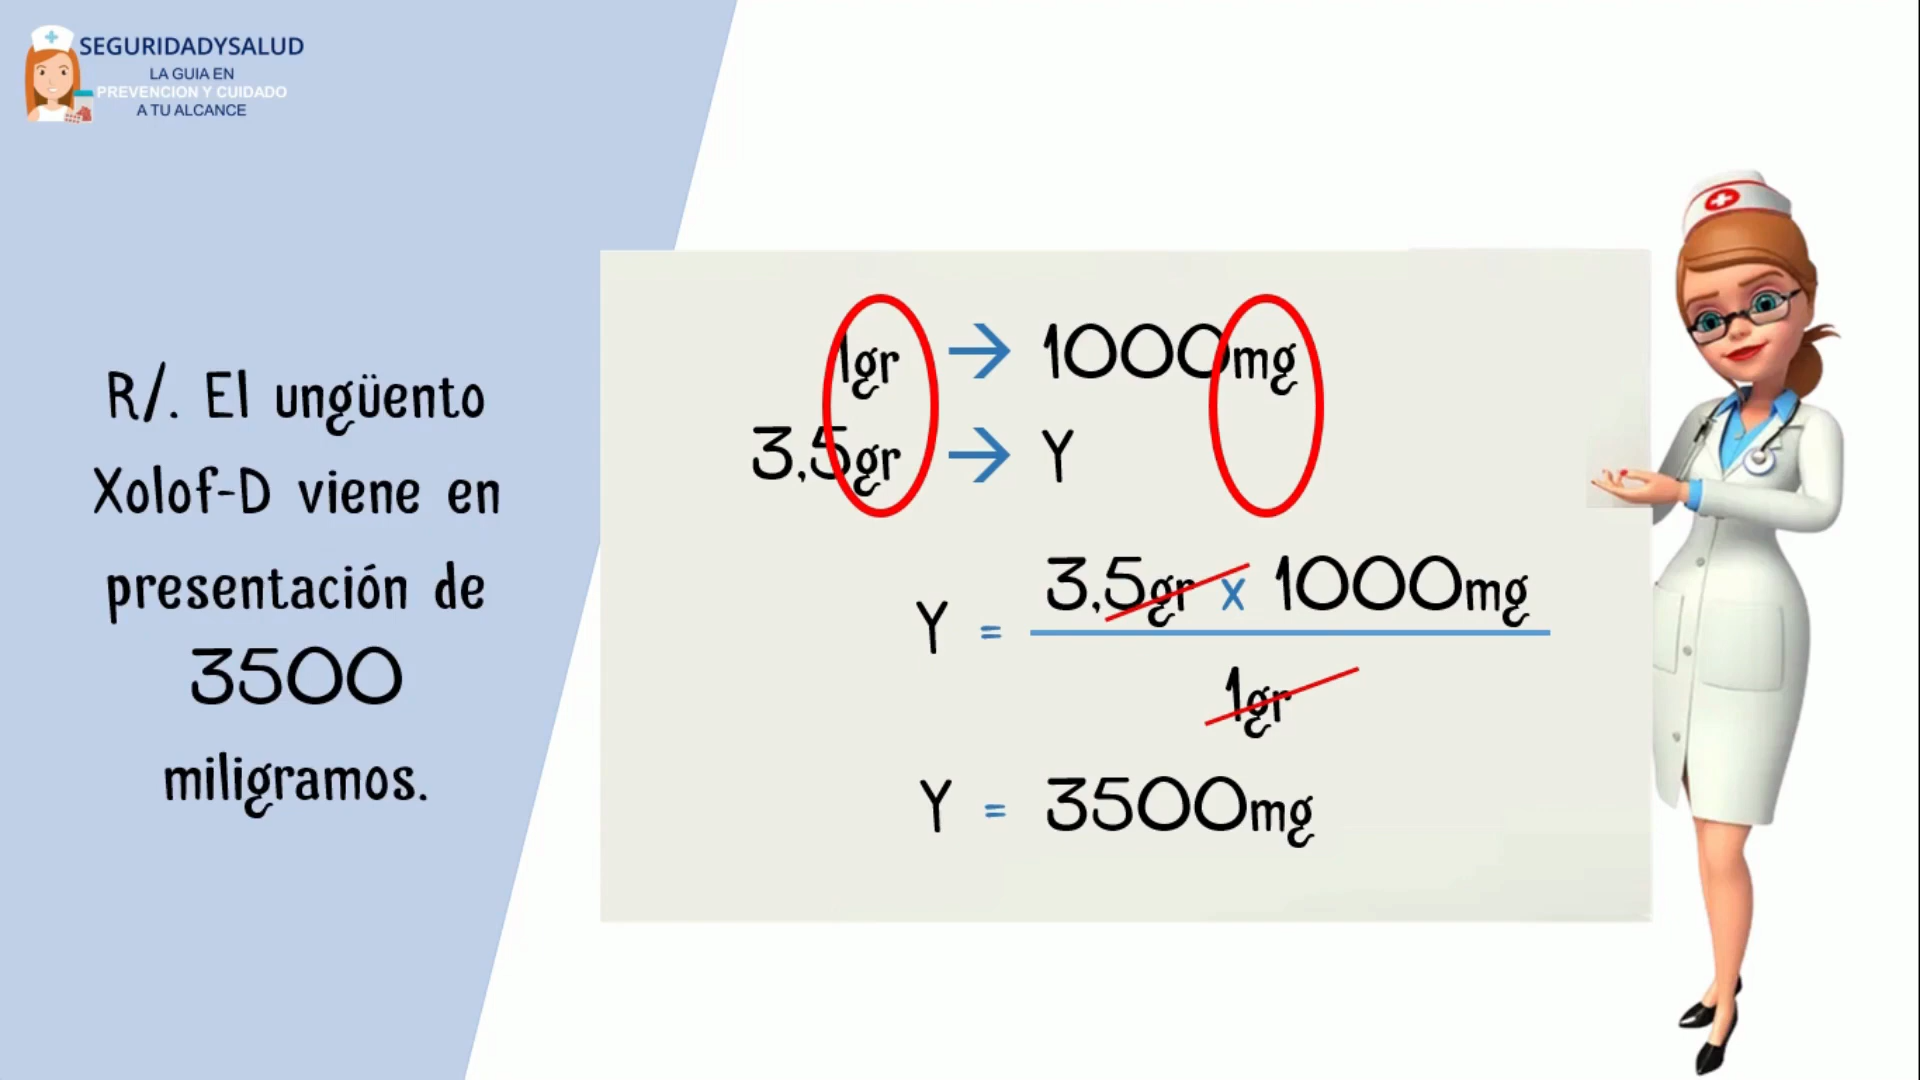 SEGURIDADYSALUD
LA GUIA EN
PREVENCION Y CUIDADO
A TU ALCANCE
R/. El ungüento
Xolof-D viene en
presentación de
3500
miligramos.
1gr → 1000mg
3,5gr → Y
Y = 3,5gr x 1000mg
1gr
Y = 3500mg